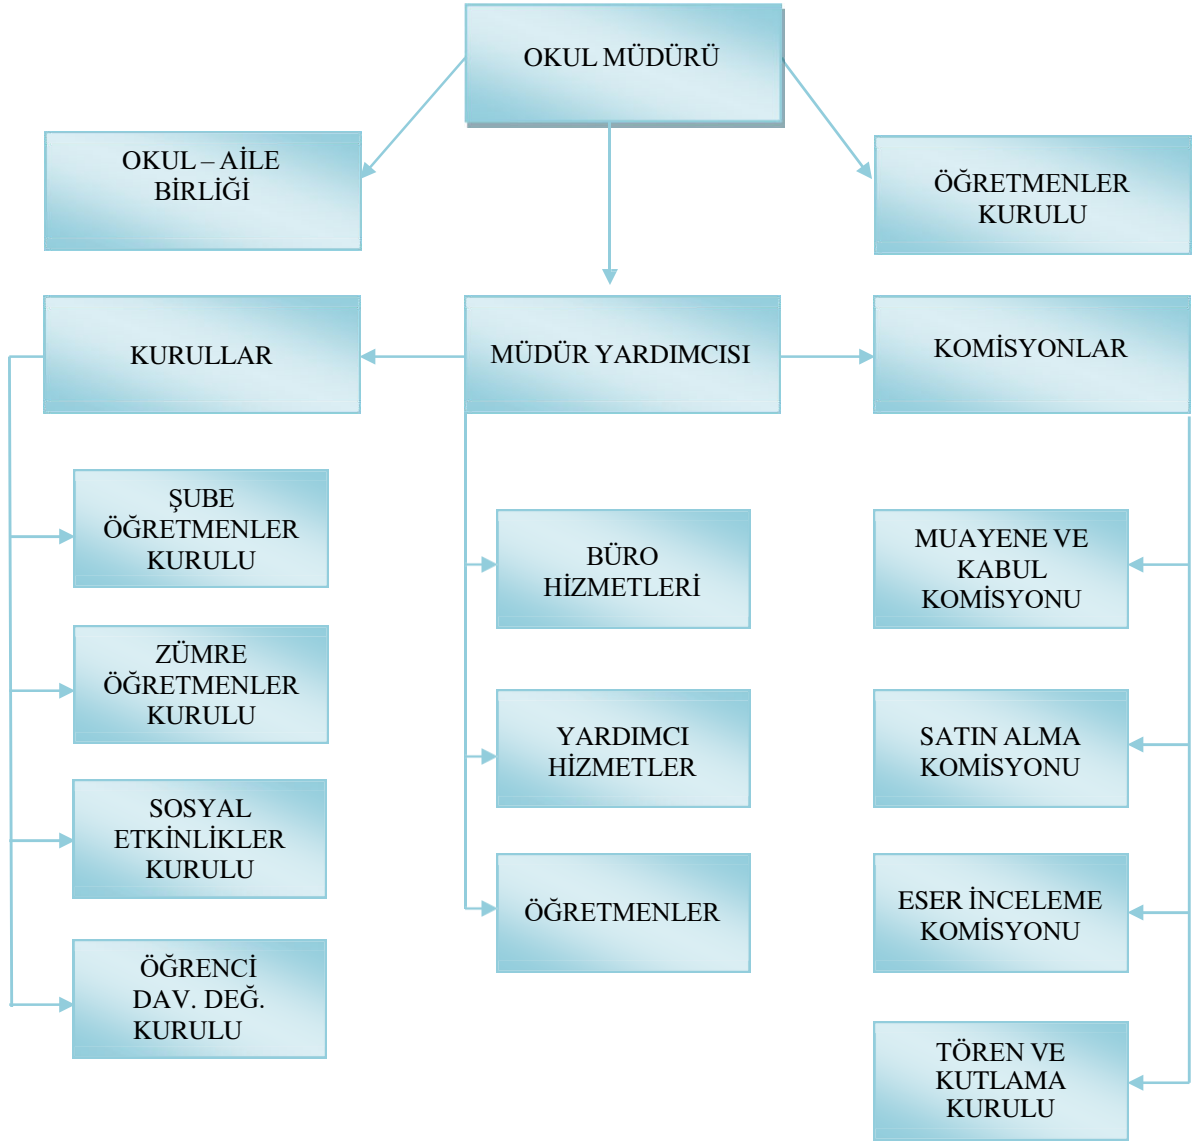 OKUL MÜDÜRÜ
OKUL – AİLE
BİRLİĞİ
ÖĞRETMENLER
KURULU
KURULLAR
MÜDÜR YARDIMCISI
KOMİSYONLAR
ŞUBE
ÖĞRETMENLER
KURULU
ZÜMRE
ÖĞRETMENLER
KURULU
SOSYAL
ETKİNLİKLER
KURULU
ÖĞRENCİ
DAV. DEĞ.
KURULU
BÜRO
HİZMETLERİ
YARDIMCI
HİZMETLER
ÖĞRETMENLER
MUAYENE VE
KABUL
KOMİSYONU
SATIN ALMA
KOMİSYONU
ESER İNCELEME
KOMİSYONU
TÖREN VE
KUTLAMA
KURULU